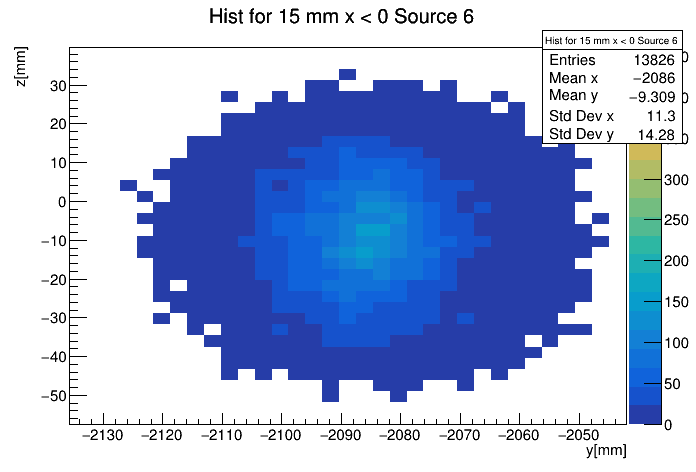 Hist for 15 mm x < 0 Source 6
z[mm]
Hist for 15 mm x < 0 Source 6
Entries 13826
Mean x −2086
Mean y −9.309
Std Dev x 11.3
Std Dev y 14.28
30
20
10
0
−10
−20
−30
−40
−50
300
250
200
150
100
50
0
−2130 −2120 −2110 −2100 −2090 −2080 −2070 −2060 −2050
y[mm]